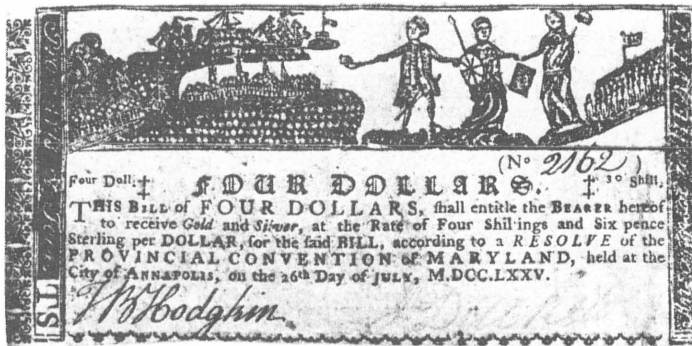 (No 2162)
Four Doll. ‡ FOUR DOLLARS. ‡ 30 Shill.
THIS BILL of FOUR DOLLARS, shall entitle the BEARER hereof
to receive Gold and Silver, at the Rate of Four Shillings and Six pence
Sterling per DOLLAR, for the said BILL, according to a RESOLVE of the
PROVINCIAL CONVENTION of MARYLAND, held at the
City of ANNAPOLIS, on the 26th Day of JULY, M.DCC.LXXV.
S.L